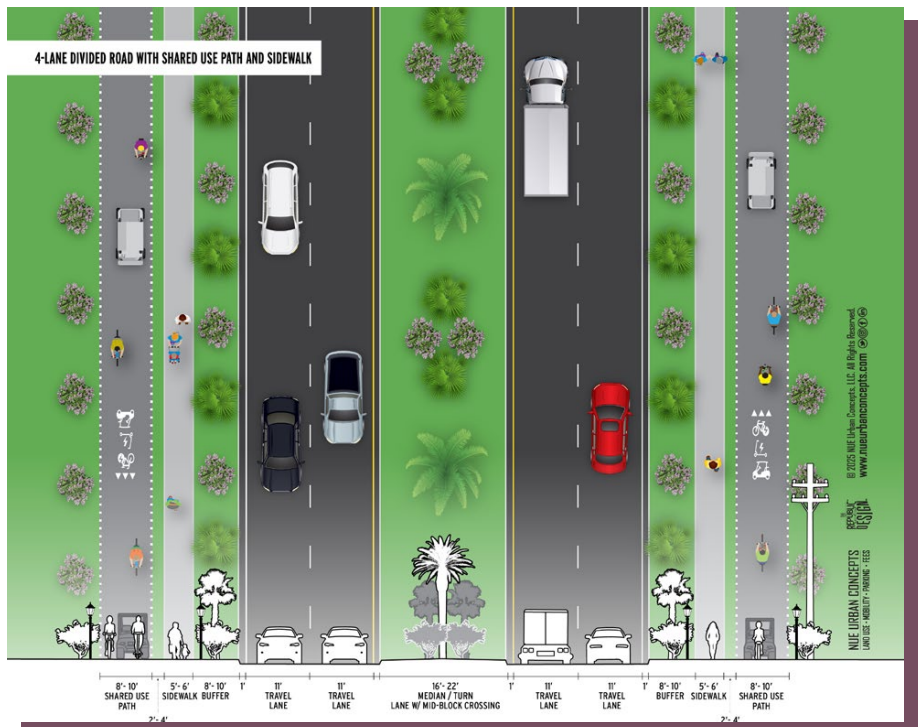 4-LANE DIVIDED ROAD WITH SHARED USE PATH AND SIDEWALK
© 2025 NUE Urban Concepts, LLC. All Rights Reserved.
www.nueurbanconcepts.com
BY
REPUBLIC
DESIGN
NUE URBAN CONCEPTS
LAND USE • MOBILITY • PARKING • FEES
8'- 10'
SHARED USE
PATH
2'- 4'
5'- 6'
SIDEWALK
8'- 10'
BUFFER
1'
11'
TRAVEL
LANE
11'
TRAVEL
LANE
16'- 22'
MEDIAN / TURN
LANE W/ MID-BLOCK CROSSING
1'
11'
TRAVEL
LANE
11'
TRAVEL
LANE
1'
8'- 10'
BUFFER
5'- 6'
SIDEWALK
2'- 4'
8'- 10'
SHARED USE
PATH